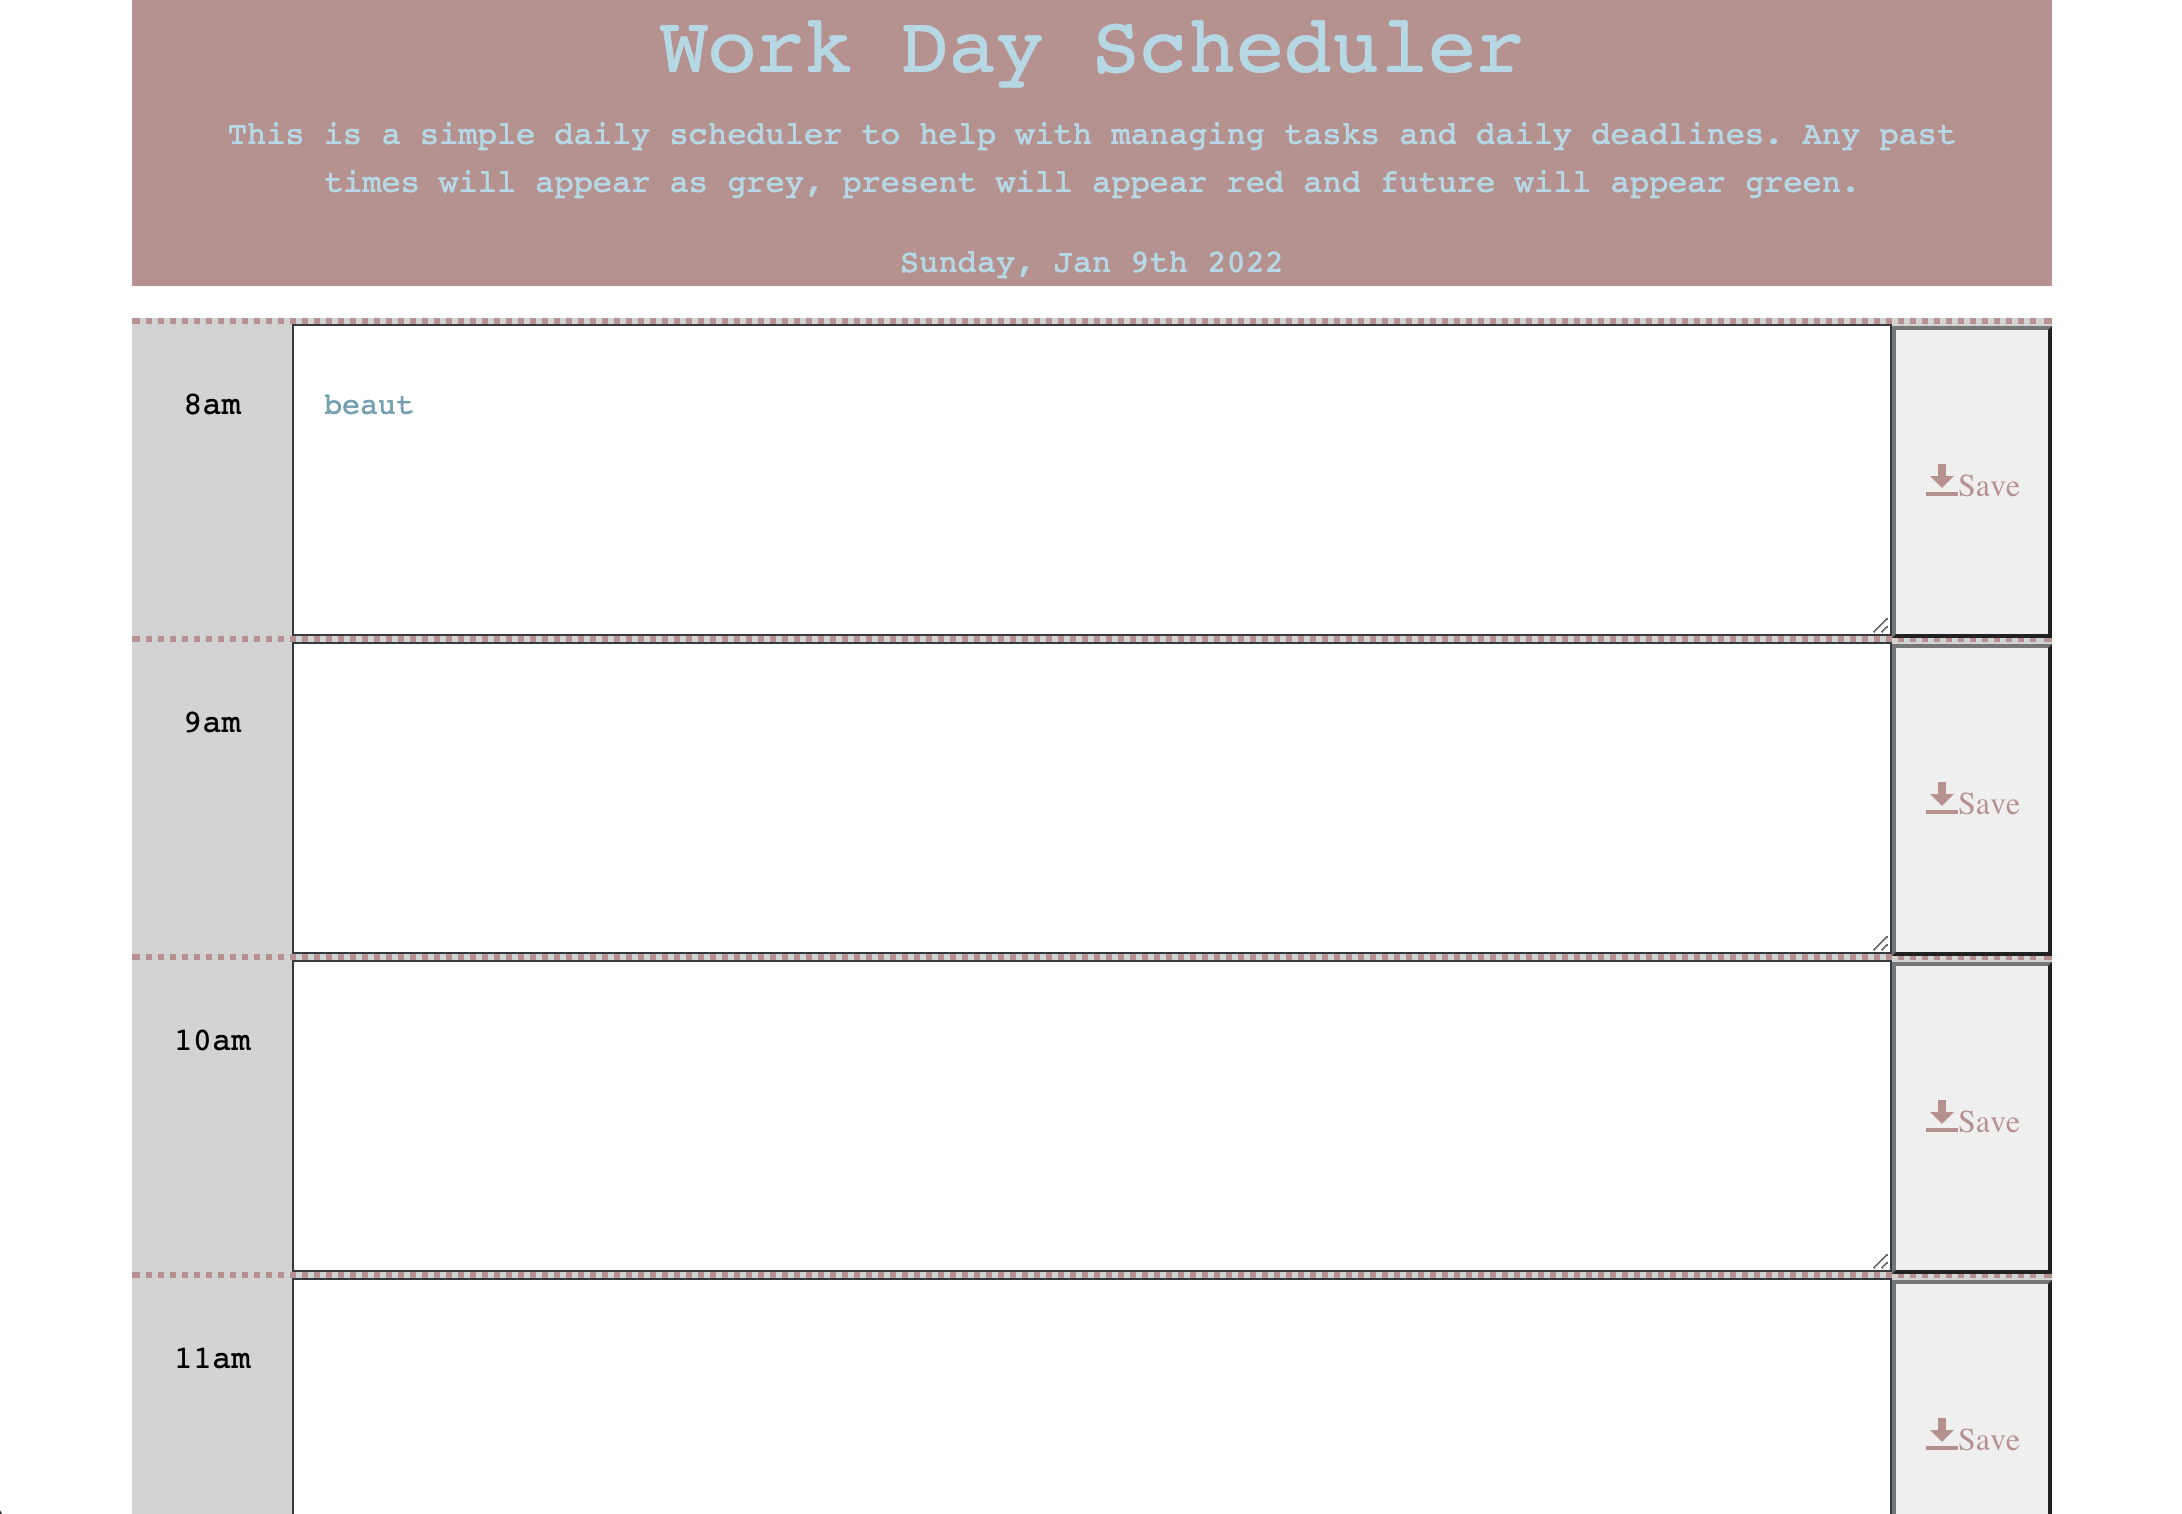 Work Day Scheduler
This is a simple daily scheduler to help with managing tasks and daily deadlines. Any past
times will appear as grey, present will appear red and future will appear green.
Sunday, Jan 9th 2022
8am
beaut
Save
9am
Save
10am
Save
11am
Save